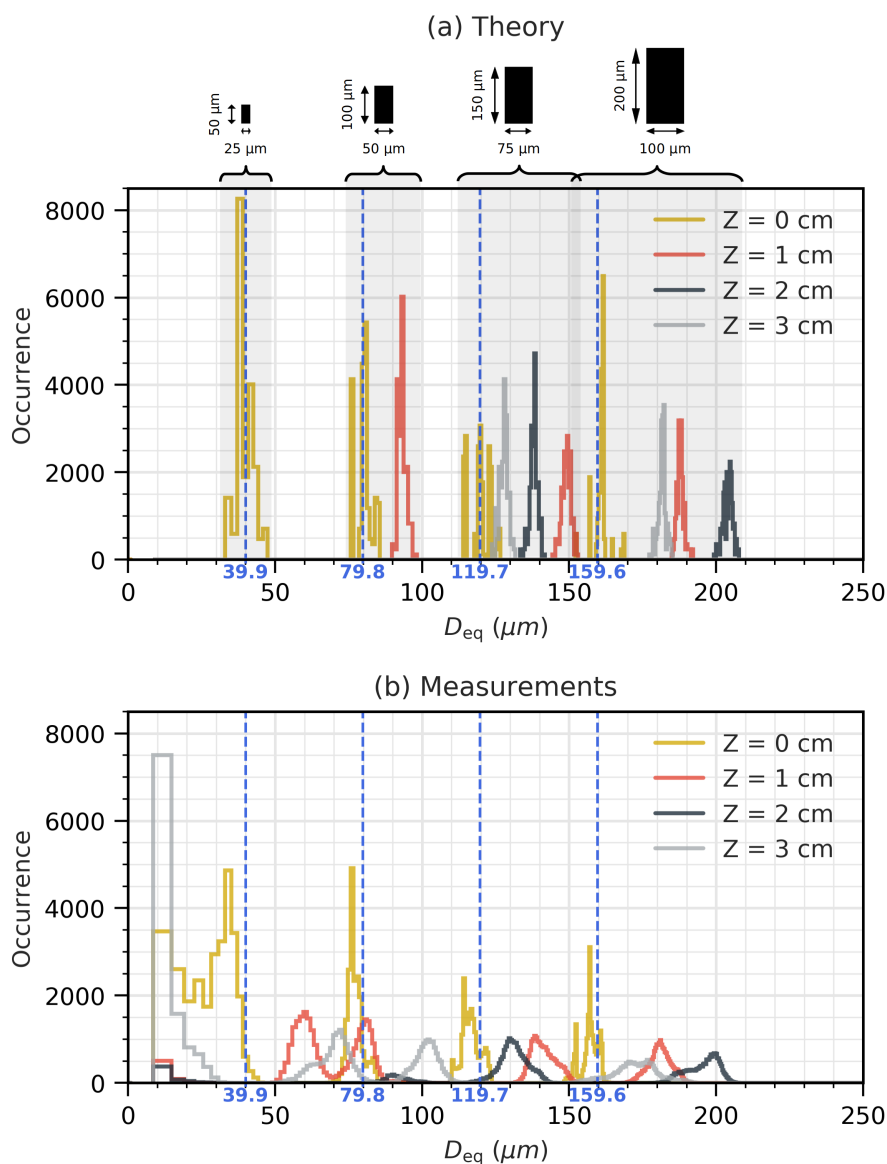 (a) Theory
50 μm
25 μm
100 μm
50 μm
150 μm
75 μm
200 μm
100 μm
Occurrence
8000
6000
4000
2000
0
Z = 0 cm
Z = 1 cm
Z = 2 cm
Z = 3 cm
39.9 79.8 119.7 159.6
0 50 100 150 200 250
D_eq (μm)
(b) Measurements
Occurrence
8000
6000
4000
2000
0
Z = 0 cm
Z = 1 cm
Z = 2 cm
Z = 3 cm
39.9 79.8 119.7 159.6
0 50 100 150 200 250
D_eq (μm)